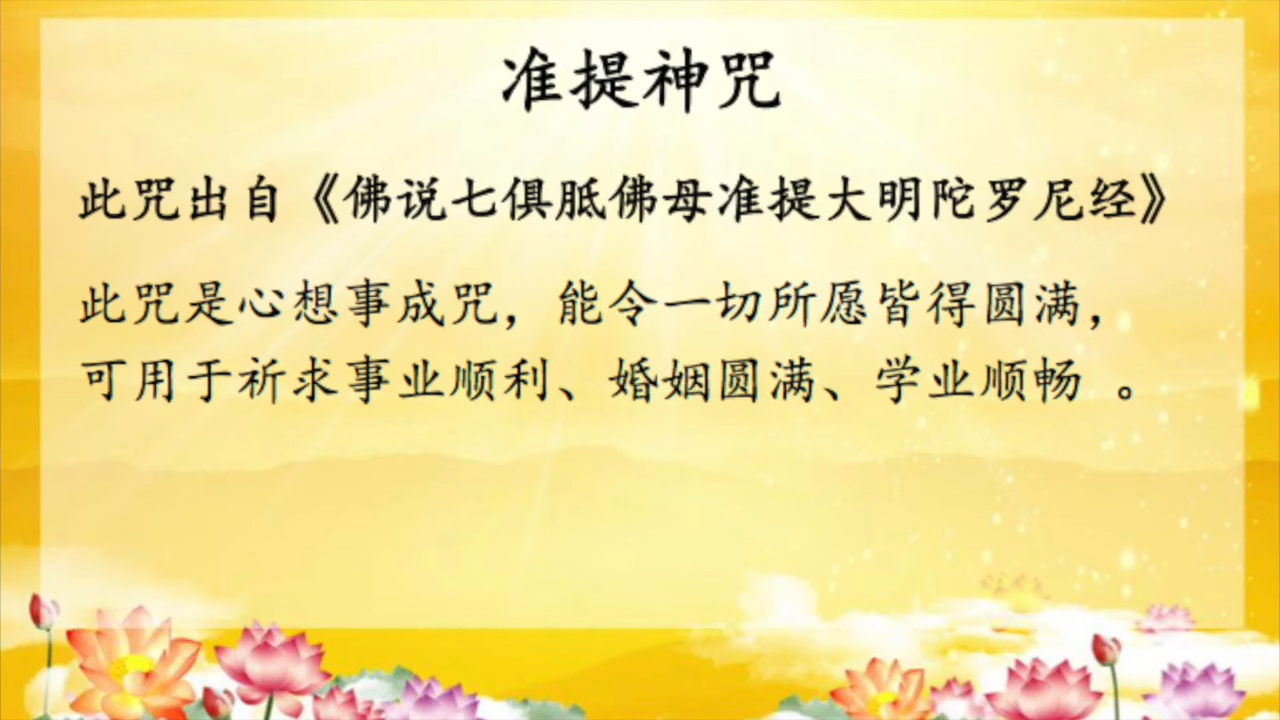 准提神咒
此咒出自《佛说七俱胝佛母准提大明陀罗尼经》
此咒是心想事成咒，能令一切所愿皆得圆满，
可用于祈求事业顺利、婚姻圆满、学业顺畅 。